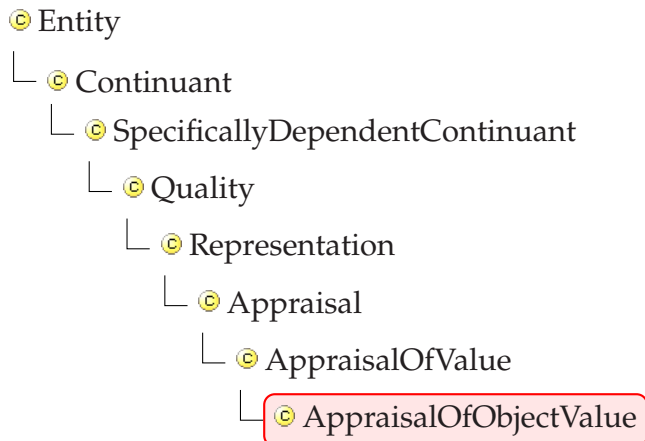 Entity
Continuant
SpecificallyDependentContinuant
Quality
Representation
Appraisal
AppraisalOfValue
AppraisalOfObjectValue